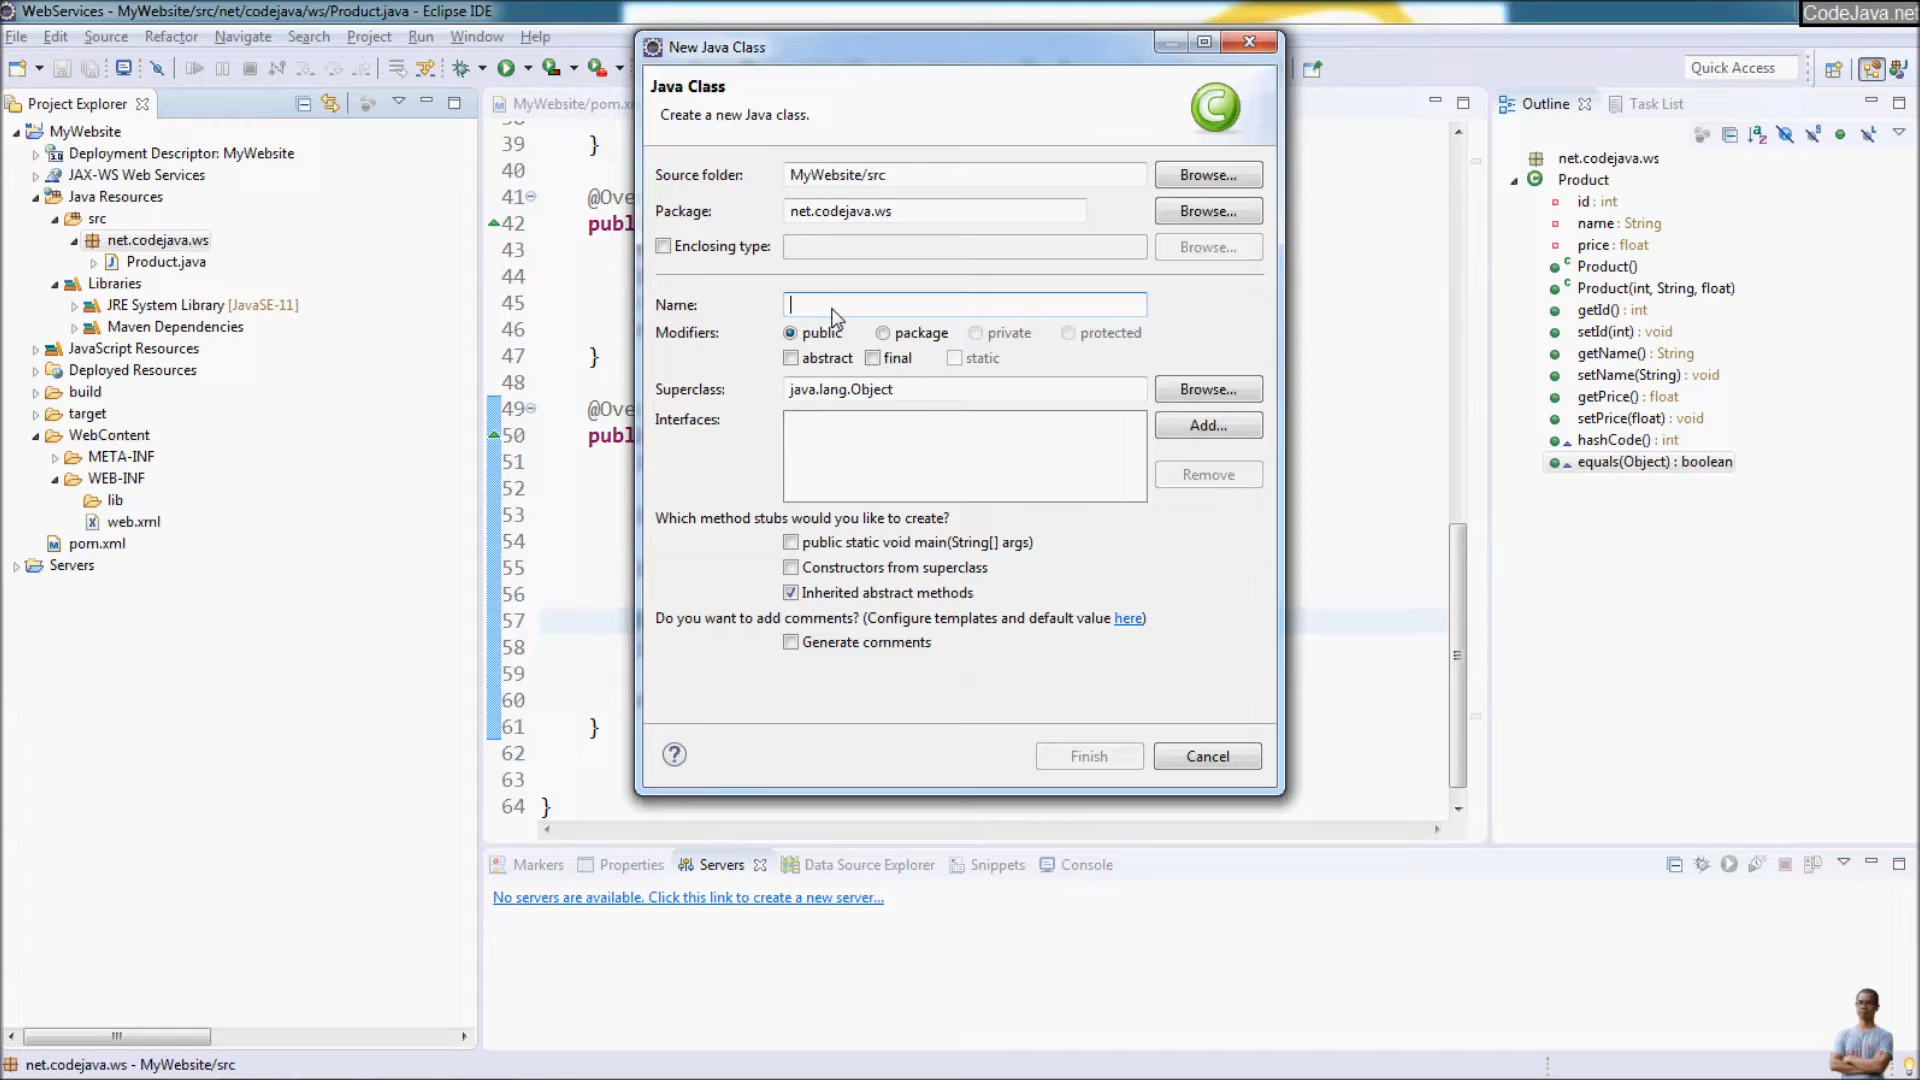 WebServices - MyWebsite/src/net/codejava/ws/Product.java - Eclipse IDE
CodeJava.net
File Edit Source Refactor Navigate Search Project Run Window Help
Quick Access
Project Explorer
MyWebsite
Deployment Descriptor: MyWebsite
JAX-WS Web Services
Java Resources
src
net.codejava.ws
Product.java
Libraries
JRE System Library [JavaSE-11]
Maven Dependencies
JavaScript Resources
Deployed Resources
build
target
WebContent
META-INF
WEB-INF
lib
web.xml
pom.xml
Servers
MyWebsite/pom.x
39 }
40
41 @Ove
42 publ
43
44
45
46
47 }
48
49 @Ove
50 publ
51
52
53
54
55
56
57
58
59
60
61 }
62
63
64 }
New Java Class
Java Class
Create a new Java class.
Source folder: MyWebsite/src Browse...
Package: net.codejava.ws Browse...
Enclosing type: Browse...
Name:
Modifiers: public package private protected
abstract final static
Superclass: java.lang.Object Browse...
Interfaces: Add...
Remove
Which method stubs would you like to create?
public static void main(String[] args)
Constructors from superclass
Inherited abstract methods
Do you want to add comments? (Configure templates and default value here)
Generate comments
Finish Cancel
Outline Task List
net.codejava.ws
Product
id : int
name : String
price : float
Product()
Product(int, String, float)
getId() : int
setId(int) : void
getName() : String
setName(String) : void
getPrice() : float
setPrice(float) : void
hashCode() : int
equals(Object) : boolean
Markers Properties Servers Data Source Explorer Snippets Console
No servers are available. Click this link to create a new server...
net.codejava.ws - MyWebsite/src